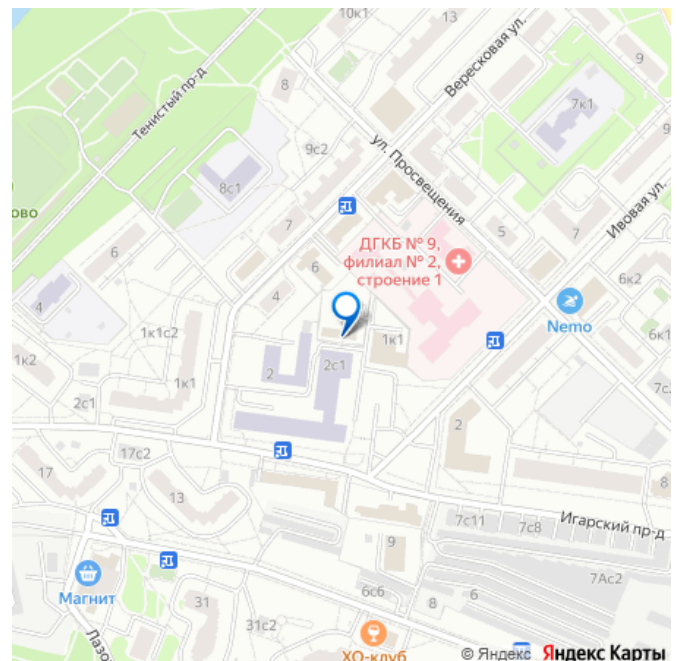 10к1
13
Вересковая ул.
9
8
Тенистый пр-д
7к1
9с2
ул. Просвещения
9
8с1
Ивовая ул.
ово
7
5
7
6
ДГКБ № 9,
филиал № 2,
строение 1
6
6к2
4
4
Nemo
1к1с2
1к1
6к1
1к2
2с1
2
1к1
7с
2с1
2
17с2
17
13
8
7с11
7с8
Игарский пр-д
9
7Ас2
Магнит
31
6с6
8
6
31с2
Лазо
ХО-клуб
© Яндекс Яндекс Карты